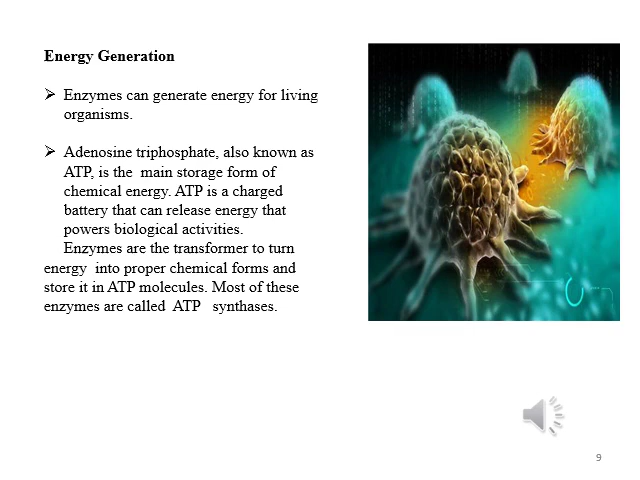 Energy Generation
➢ Enzymes can generate energy for living
organisms.
➢ Adenosine triphosphate, also known as
ATP, is the main storage form of
chemical energy. ATP is a charged
battery that can release energy that
powers biological activities.
Enzymes are the transformer to turn
energy into proper chemical forms and
store it in ATP molecules. Most of these
enzymes are called ATP synthases.
9